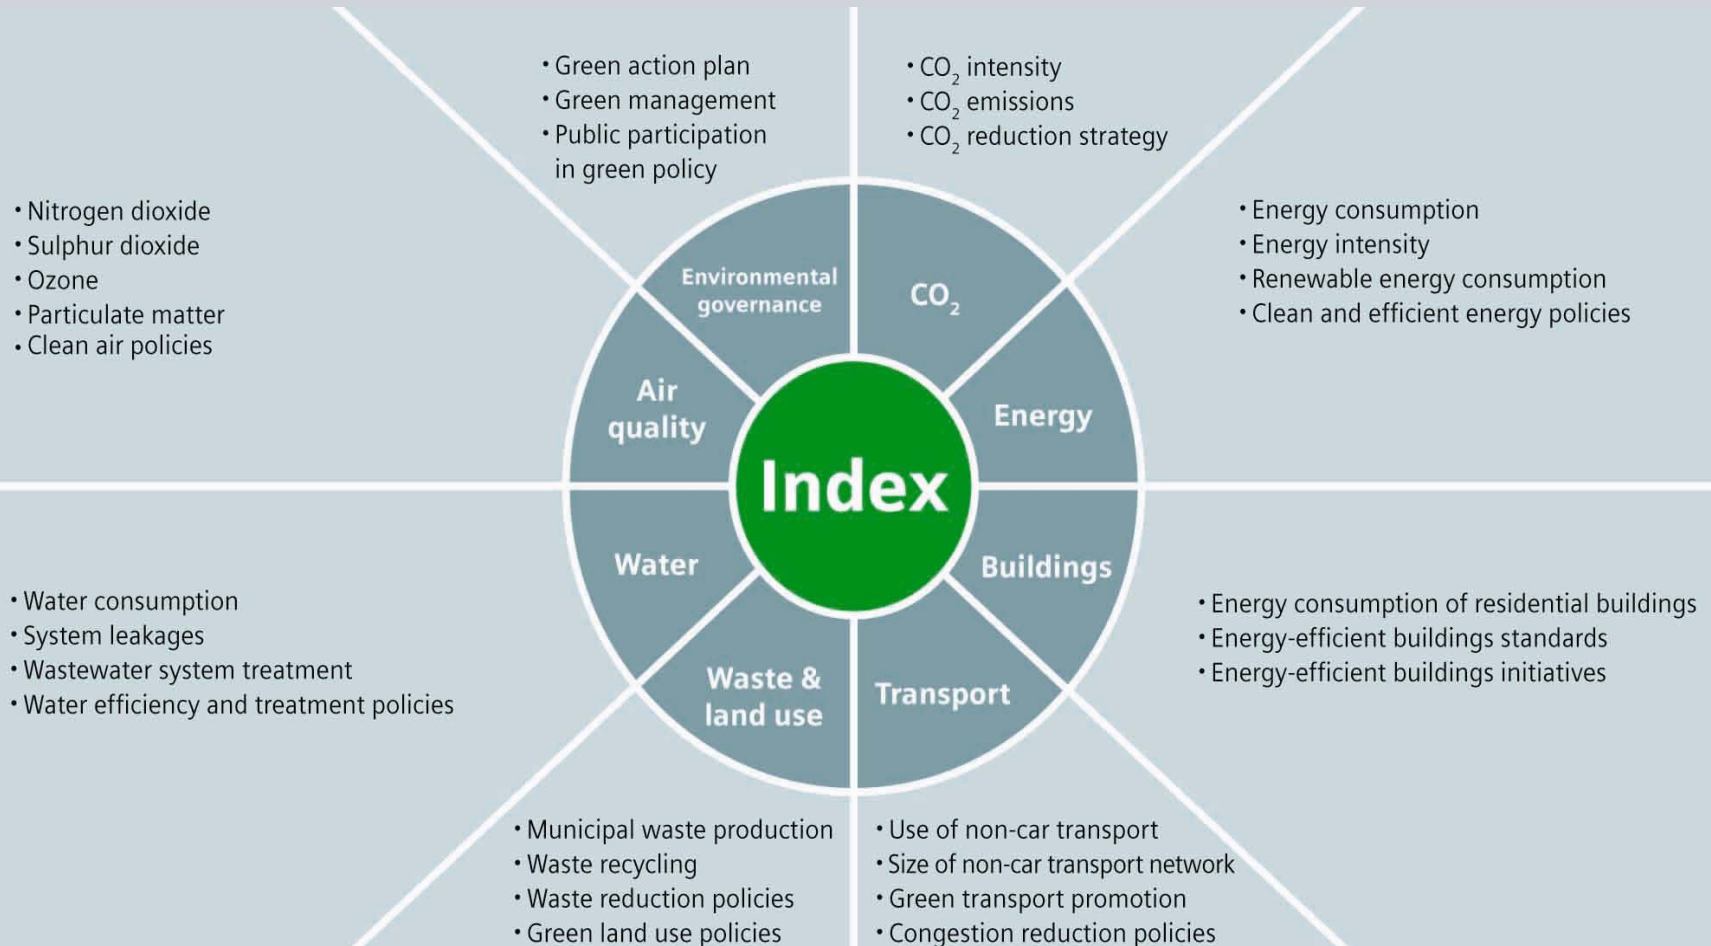 • Green action plan
• Green management
• Public participation
in green policy
• CO₂ intensity
• CO₂ emissions
• CO₂ reduction strategy
• Nitrogen dioxide
• Sulphur dioxide
• Ozone
• Particulate matter
• Clean air policies
• Energy consumption
• Energy intensity
• Renewable energy consumption
• Clean and efficient energy policies
Environmental
governance
CO₂
Air
quality
Energy
Index
Water
Buildings
Waste &
land use
Transport
• Water consumption
• System leakages
• Wastewater system treatment
• Water efficiency and treatment policies
• Energy consumption of residential buildings
• Energy-efficient buildings standards
• Energy-efficient buildings initiatives
• Municipal waste production
• Waste recycling
• Waste reduction policies
• Green land use policies
• Use of non-car transport
• Size of non-car transport network
• Green transport promotion
• Congestion reduction policies